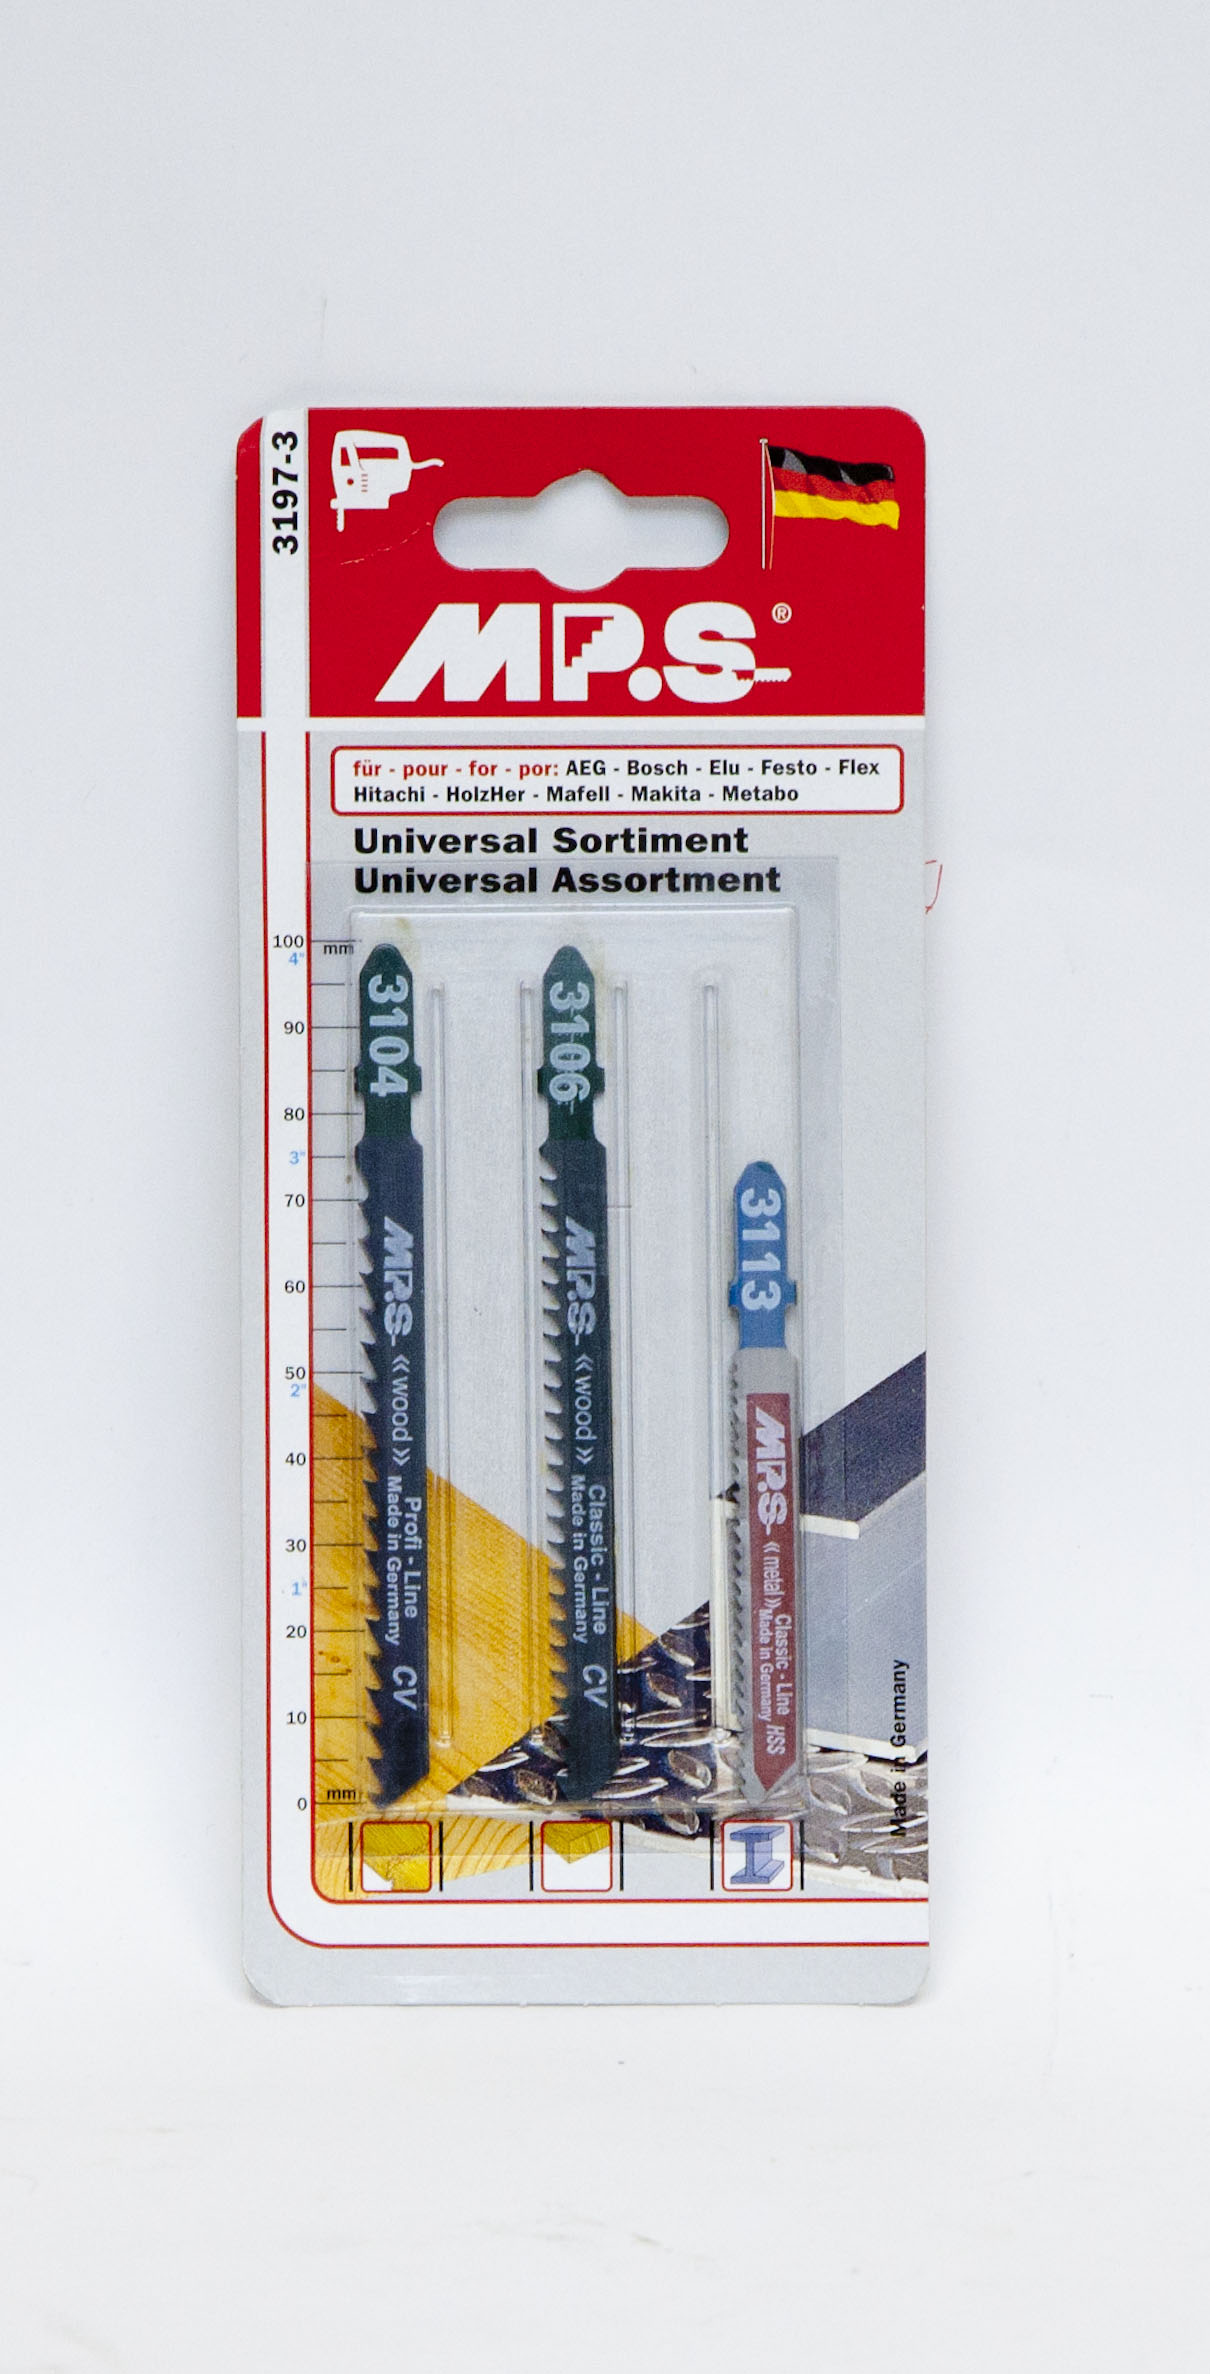 3197-3
MP.S®
für - pour - for - por: AEG - Bosch - Elu - Festo - Flex
Hitachi - HolzHer - Mafell - Makita - Metabo
Universal Sortiment
Universal Assortment
100
mm
4"
90
80
3"
70
60
50
2"
40
30
1"
20
10
mm
0
3104
MP.S
«wood»
Profi - Line
Made in Germany
CV
3106
MP.S
«wood»
Classic - Line
Made in Germany
CV
3113
MP.S
«metal»
Classic - Line
Made in Germany
HSS
Made in Germany